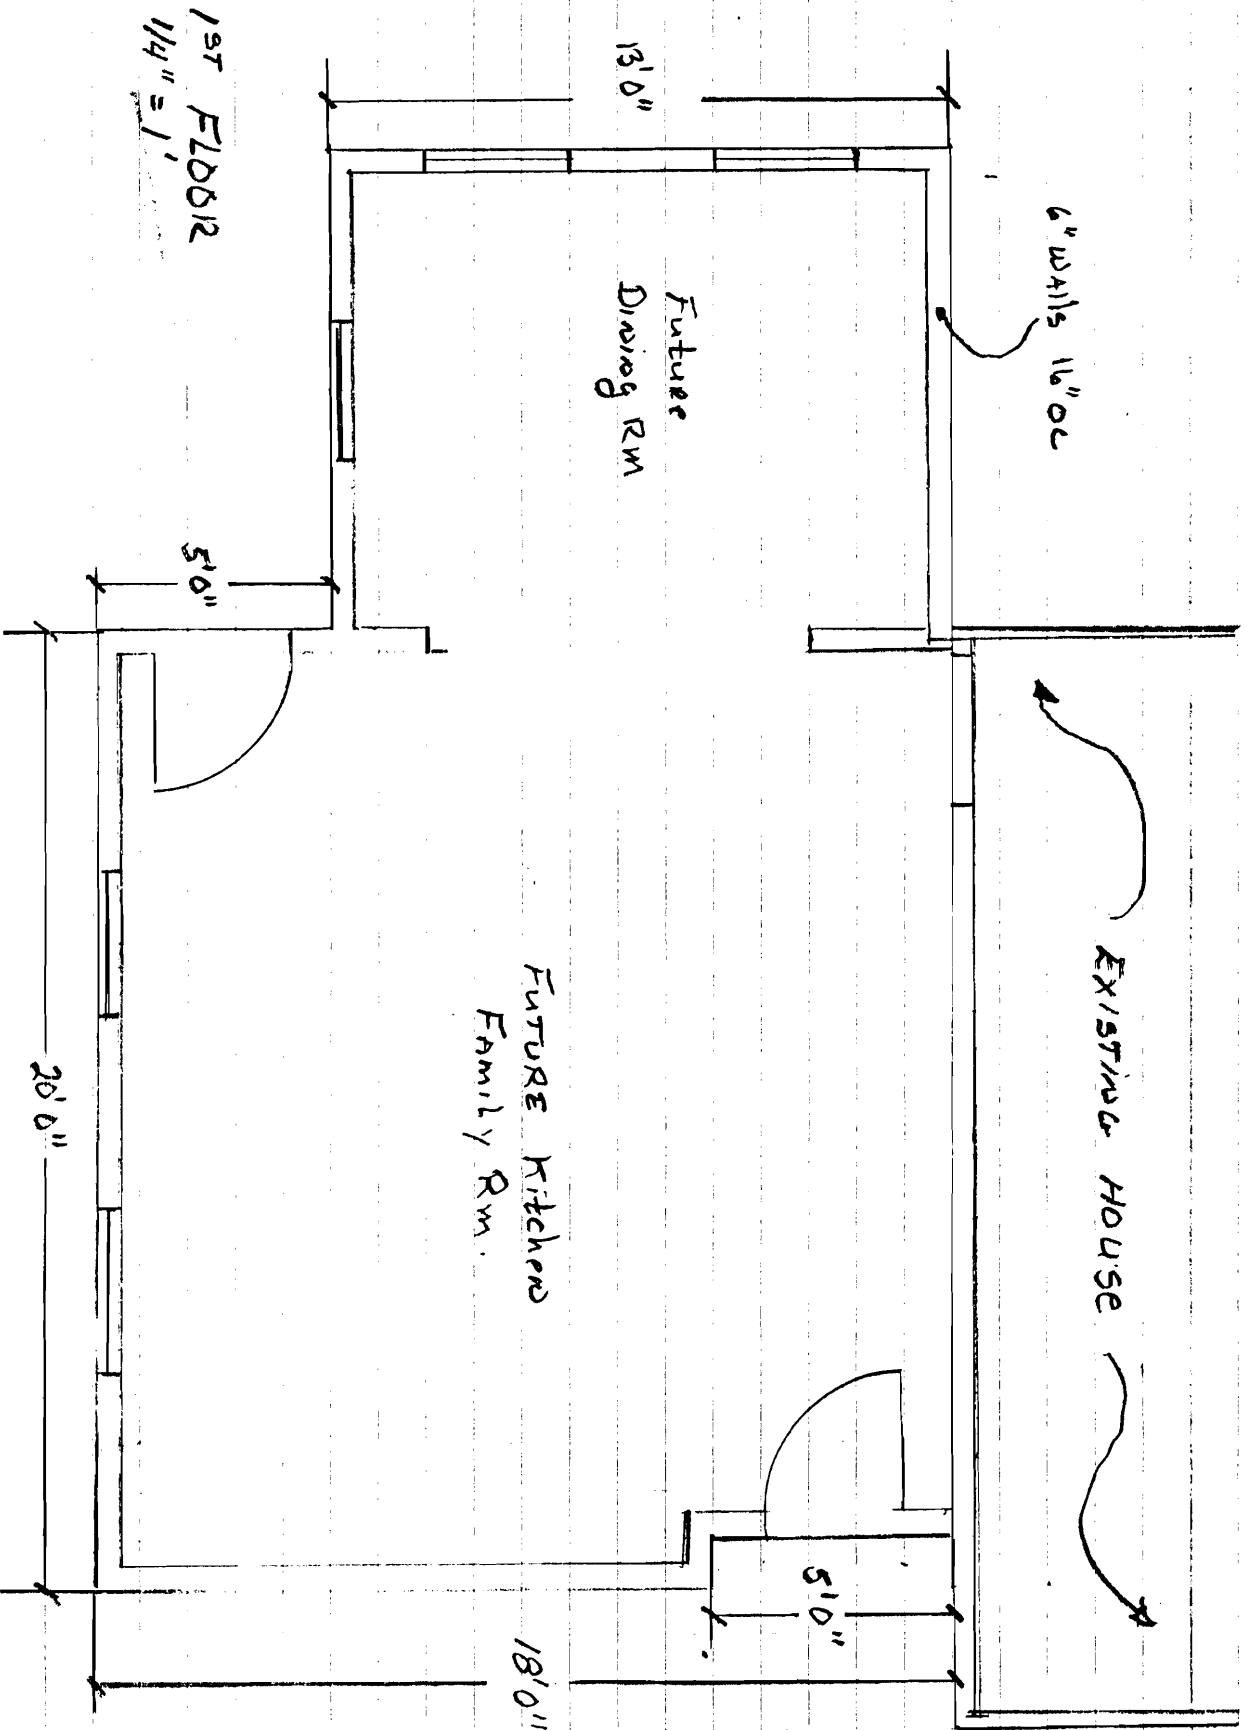 6" WAlls 16" OC
EXISTING HOUSE
13'0"
Future
Dining RM
FUTURE Kitchen
FAmily Rm.
5'0"
18'0"
5'0"
20'0"
1ST FLOOR
1/4" = 1'